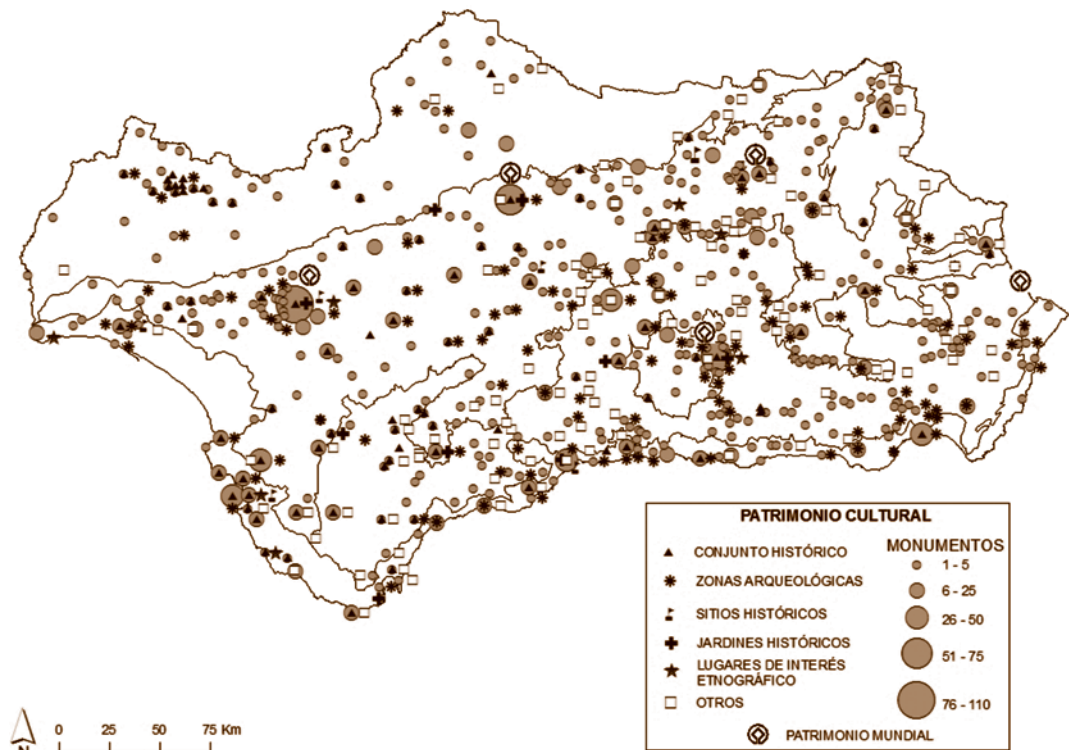 PATRIMONIO CULTURAL
CONJUNTO HISTÓRICO
ZONAS ARQUEOLÓGICAS
SITIOS HISTÓRICOS
JARDINES HISTÓRICOS
LUGARES DE INTERÉS
ETNOGRÁFICO
OTROS
MONUMENTOS
1 - 5
6 - 25
26 - 50
51 - 75
76 - 110
PATRIMONIO MUNDIAL
0 25 50 75 Km
N